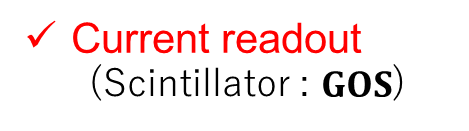 ✓ Current readout
(Scintillator : GOS)